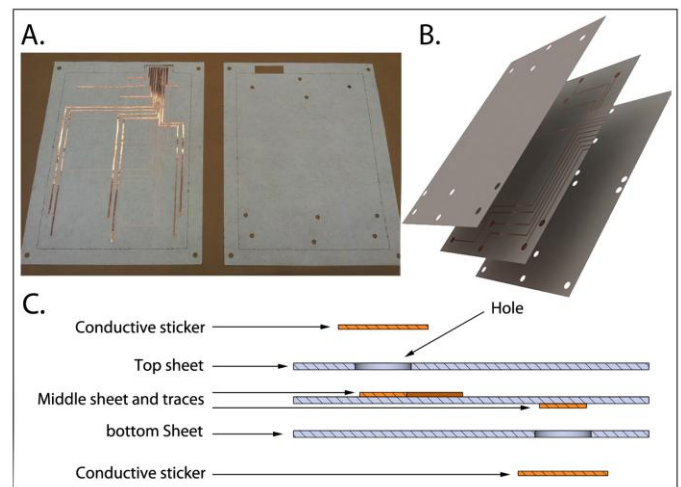 A.
B.
C.
Hole
Conductive sticker
Top sheet
Middle sheet and traces
bottom Sheet
Conductive sticker